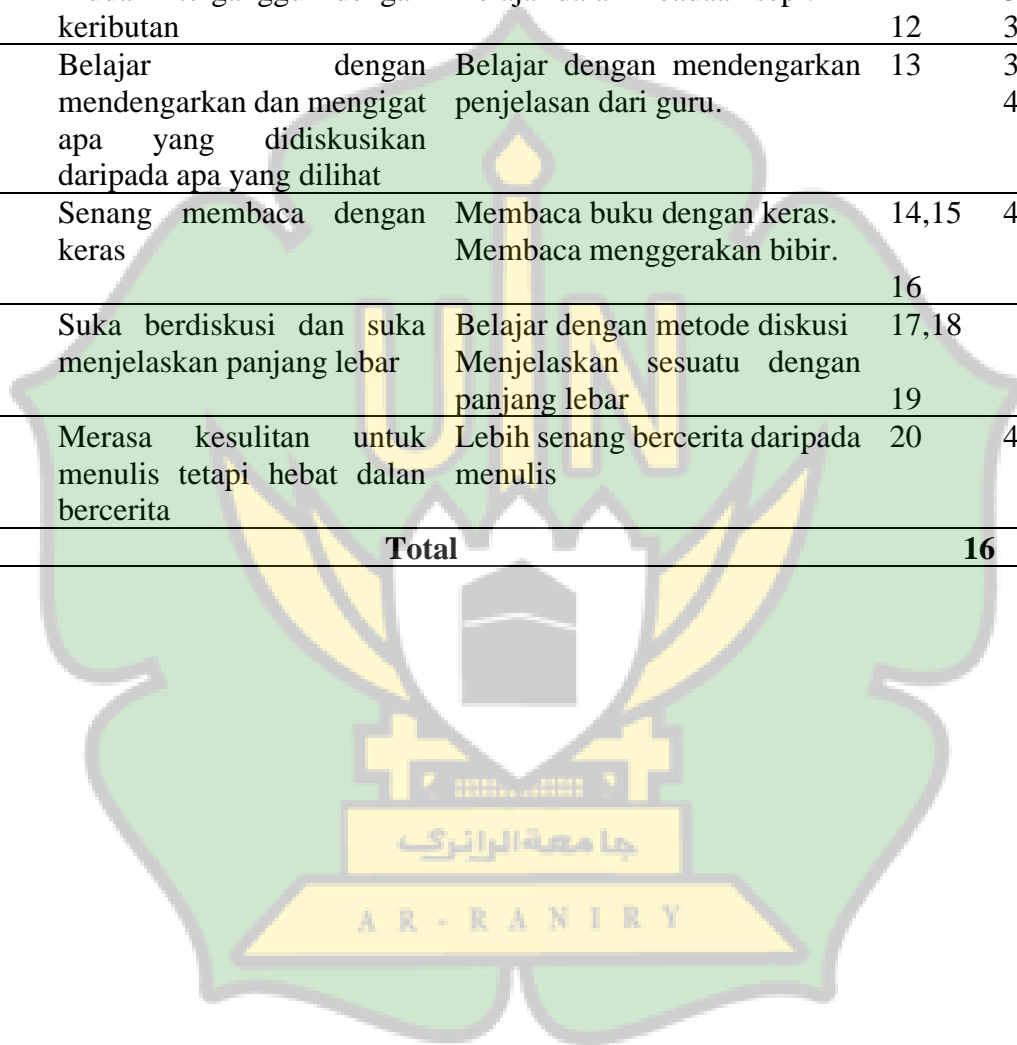 keributan 12 3
Belajar dengan Belajar dengan mendengarkan 13 3
mendengarkan dan mengigat penjelasan dari guru. 4
apa yang didiskusikan
daripada apa yang dilihat
Senang membaca dengan Membaca buku dengan keras. 14,15 4
keras Membaca menggerakan bibir.
16
Suka berdiskusi dan suka Belajar dengan metode diskusi 17,18
menjelaskan panjang lebar Menjelaskan sesuatu dengan
panjang lebar 19
Merasa kesulitan untuk Lebih senang bercerita daripada 20 4
menulis tetapi hebat dalan menulis
bercerita
Total 16
UIN
جامعة الرانري
AR-RANIRY